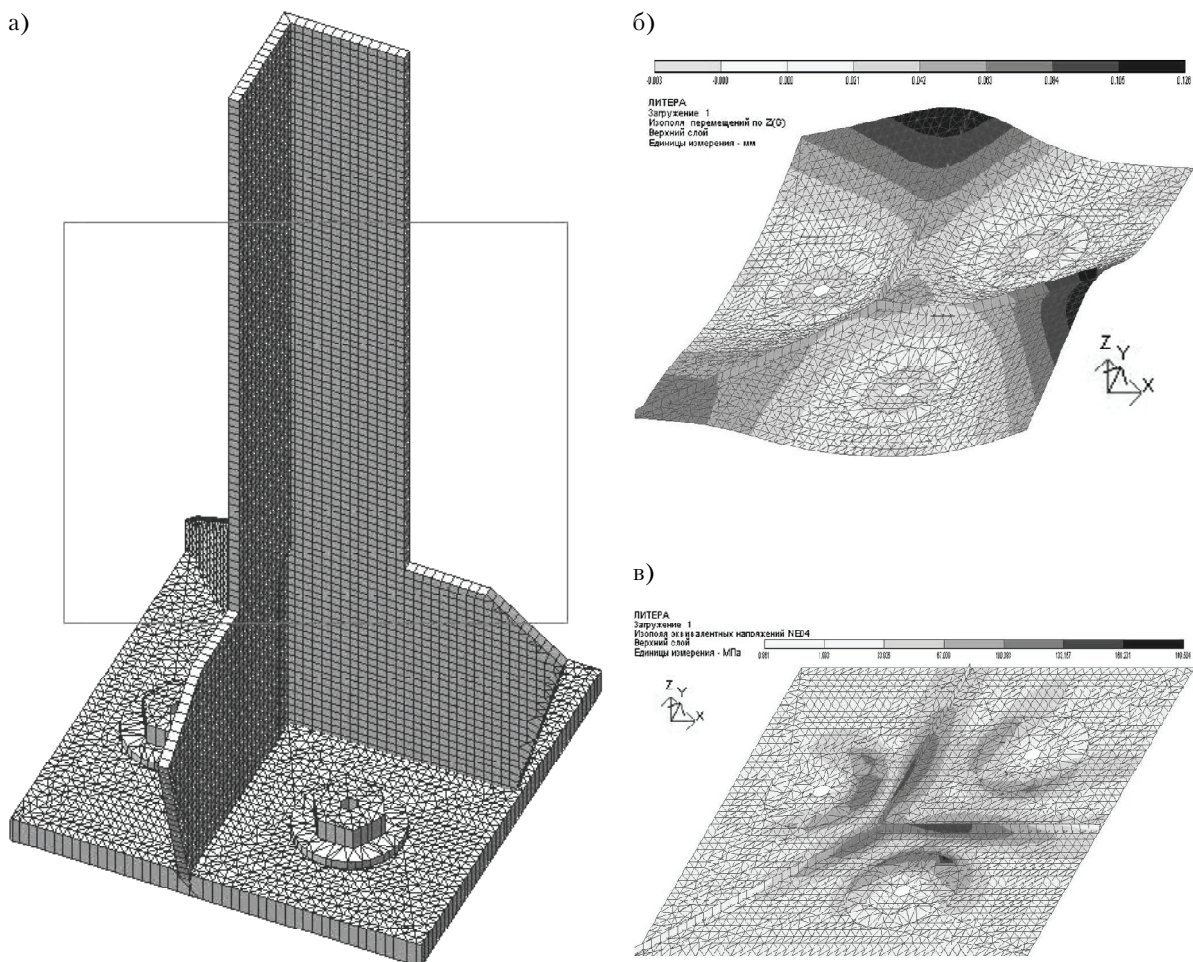 а)
б)
-0.003 -0.000 0.000 0.021 0.042 0.063 0.084 0.105 0.126
ЛИТЕРА
Загружение 1
Изополя перемещений по Z(G)
Верхний слой
Единицы измерения - мм
Z Y X
в)
ЛИТЕРА
Загружение 1
Изополя эквивалентных напряжений NE04
Верхний слой
Единицы измерения - МПа
Z Y X